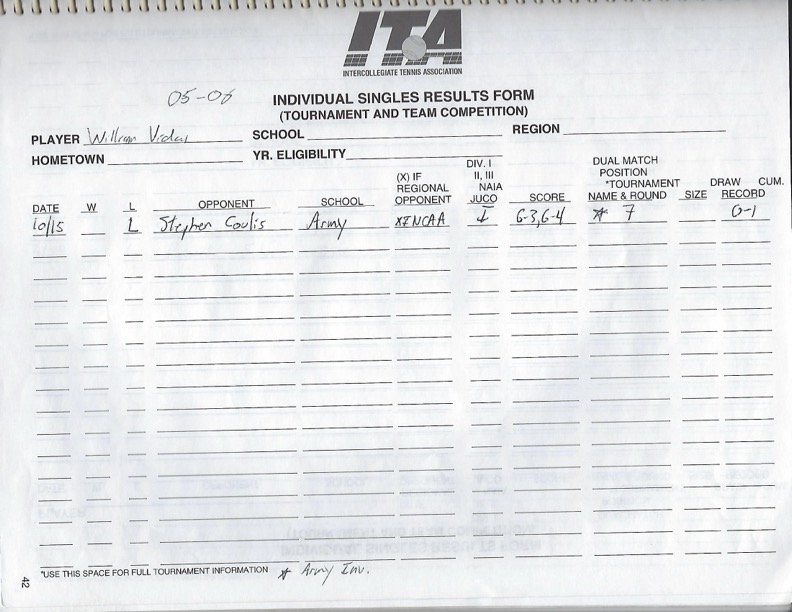 ITA
INTERCOLLEGIATE TENNIS ASSOCIATION
05-06
INDIVIDUAL SINGLES RESULTS FORM
(TOURNAMENT AND TEAM COMPETITION)
PLAYER William Vidal SCHOOL REGION
HOMETOWN YR. ELIGIBILITY
DATE W L OPPONENT SCHOOL (X) IF REGIONAL OPPONENT DIV. I II, III NAIA JUCO SCORE DUAL MATCH POSITION *TOURNAMENT NAME & ROUND DRAW SIZE CUM. RECORD
10/15 L Stephen Coulis Army NCAA I 6-3, 6-4 * 7 0-1
*USE THIS SPACE FOR FULL TOURNAMENT INFORMATION * Army Inv.
42